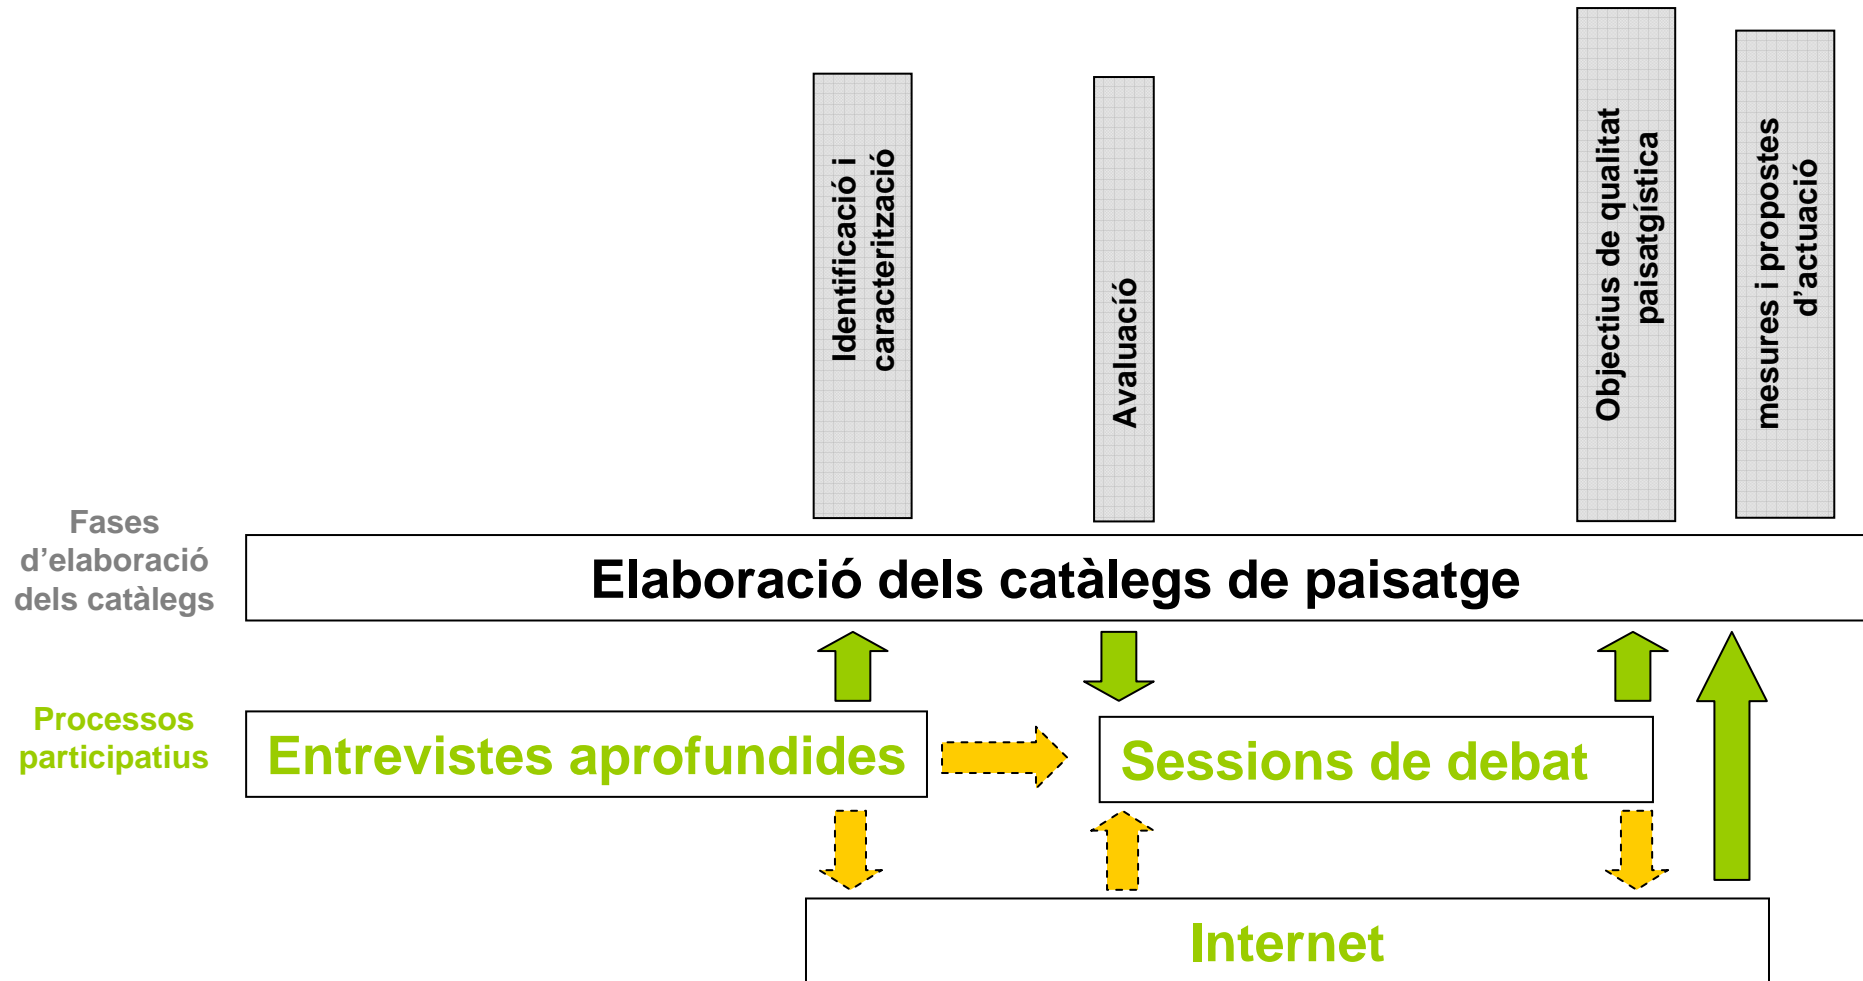 Identificació i
caracterització
Avaluació
Objectius de qualitat
paisatgística
mesures i propostes
d’actuació
Fases
d’elaboració
dels catàlegs
Elaboració dels catàlegs de paisatge
Processos
participatius
Entrevistes aprofundides
Sessions de debat
Internet